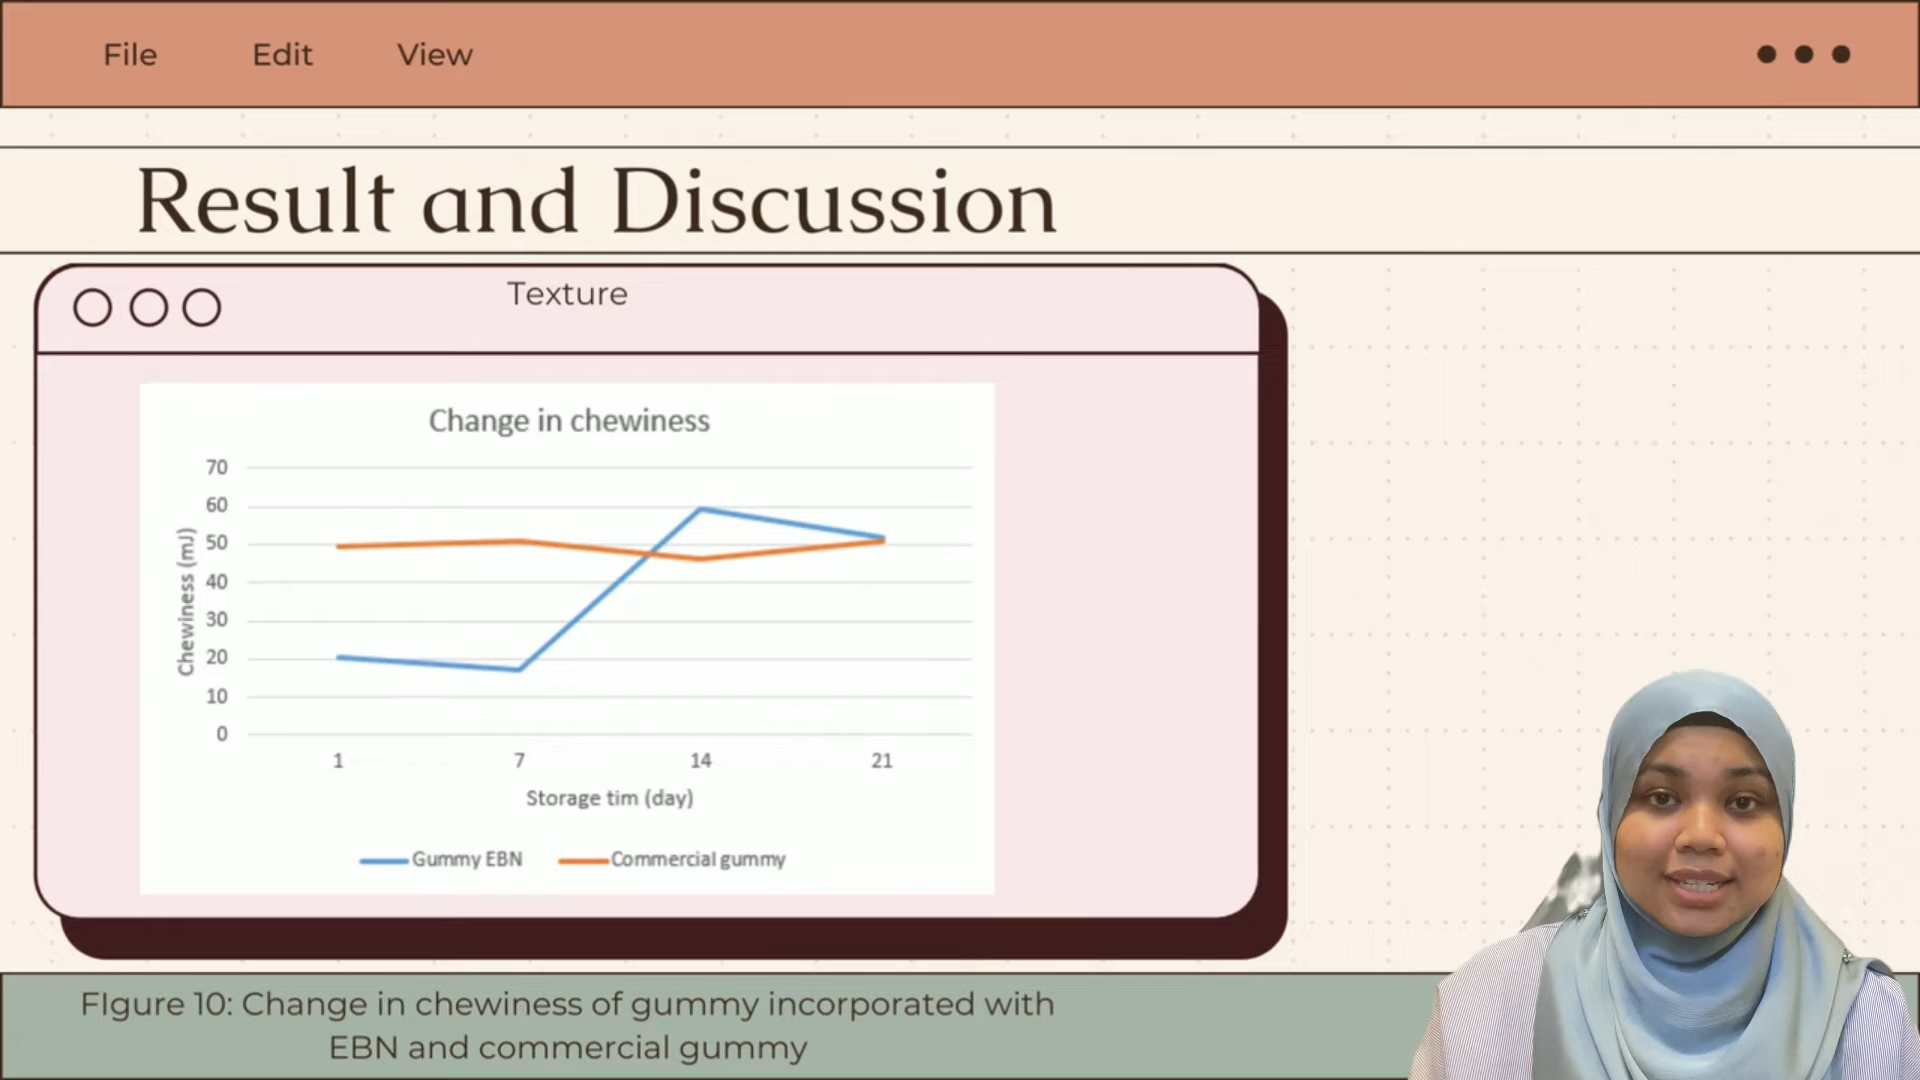 File Edit View
Result and Discussion
Texture
Change in chewiness
70
60
50
40
30
20
10
0
Chewiness (mJ)
1 7 14 21
Storage tim (day)
Gummy EBN Commercial gummy
FIgure 10: Change in chewiness of gummy incorporated with
EBN and commercial gummy